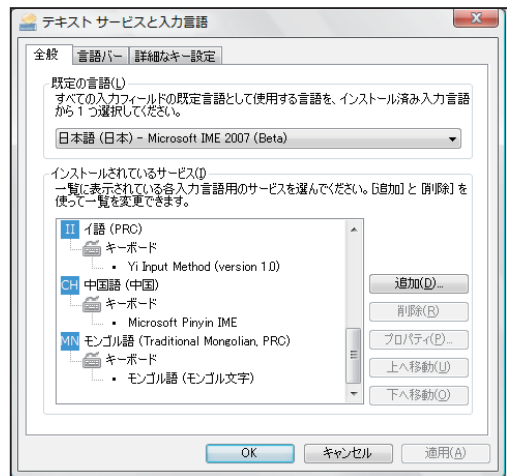 テキスト サービスと入力言語
全般 言語バー 詳細なキー設定
既定の言語(L)
すべての入力フィールドの既定言語として使用する言語を、インストール済み入力言語
から 1 つ選択してください。
日本語 (日本) - Microsoft IME 2007 (Beta)
インストールされているサービス(I)
一覧に表示されている各入力言語用のサービスを選んでください。[追加] と [削除] を
使って一覧を変更できます。
II イ語 (PRC)
キーボード
• Yi Input Method (version 1.0)
CH 中国語 (中国)
キーボード
• Microsoft Pinyin IME
MN モンゴル語 (Traditional Mongolian, PRC)
キーボード
• モンゴル語 (モンゴル文字)
追加(D)...
削除(R)
プロパティ(P)...
上へ移動(U)
下へ移動(O)
OK キャンセル 適用(A)